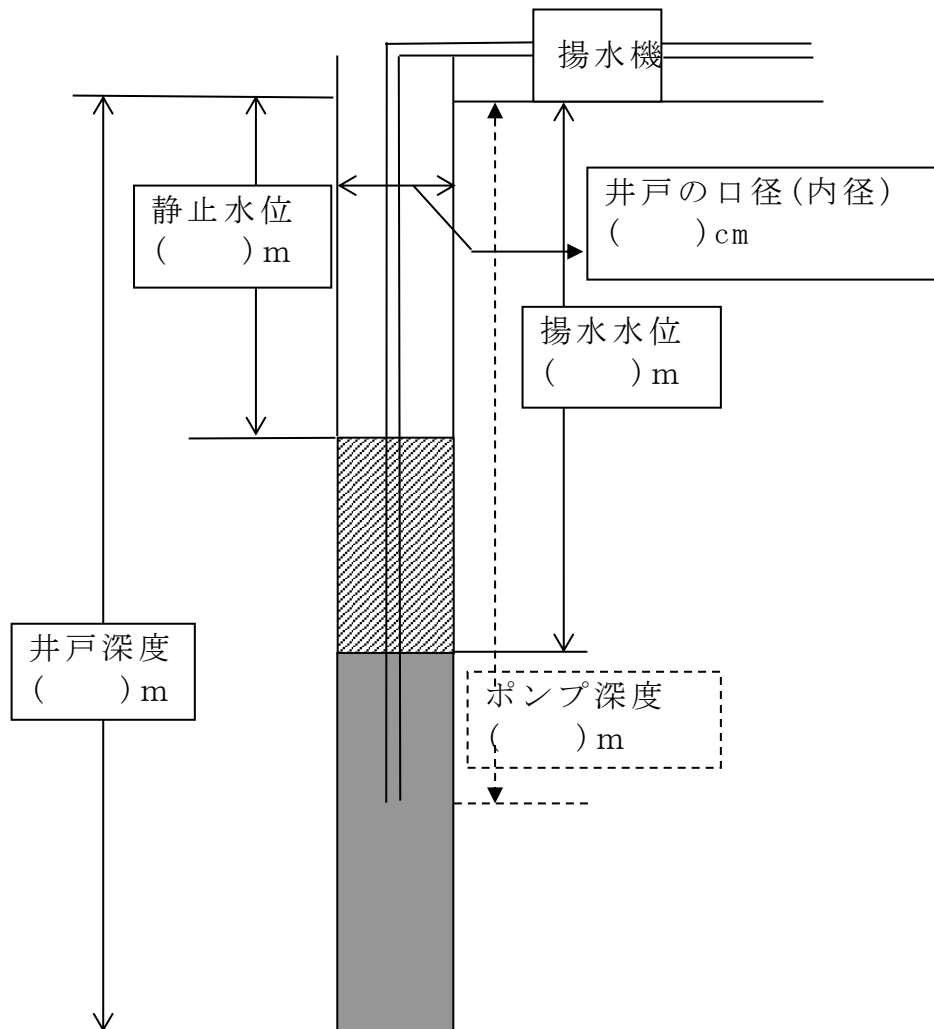 揚水機
静止水位
(　　)m
井戸の口径(内径)
(　　)cm
揚水水位
(　　)m
井戸深度
(　　)m
ポンプ深度
(　　)m